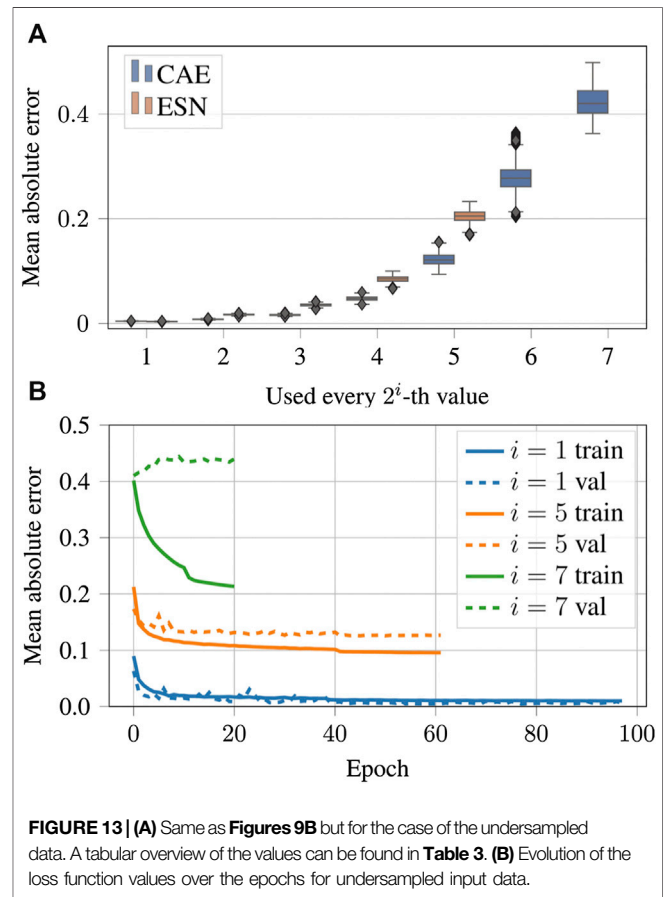 A
CAE
ESN
Mean absolute error
0.4
0.2
0
1 2 3 4 5 6 7
Used every 2^i-th value
B
Mean absolute error
0.5
0.4
0.3
0.2
0.1
0.0
i = 1 train
i = 1 val
i = 5 train
i = 5 val
i = 7 train
i = 7 val
0 20 40 60 80 100
Epoch
FIGURE 13 | (A) Same as Figures 9B but for the case of the undersampled
data. A tabular overview of the values can be found in Table 3. (B) Evolution of the
loss function values over the epochs for undersampled input data.